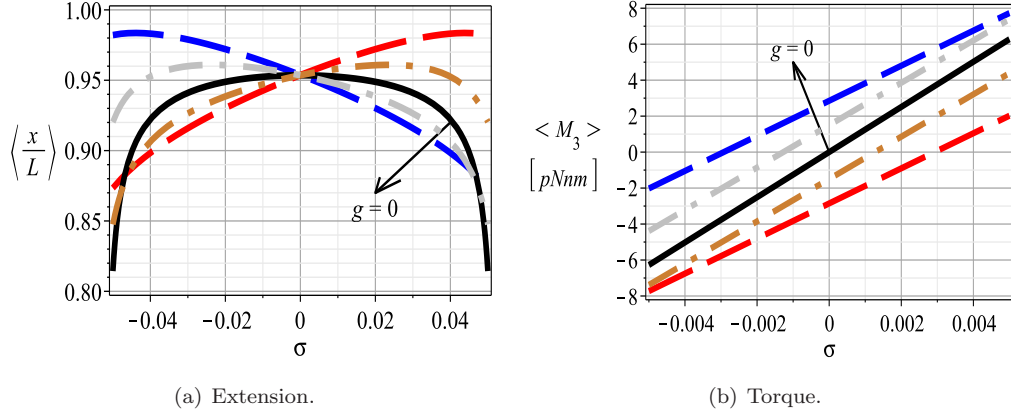 1.00
0.95
0.90
0.85
0.80
⟨x/L⟩
g = 0
−0.04 −0.02 0 0.02 0.04
σ
(a) Extension.
8
6
4
2
0
−2
−4
−6
−8
< M₃ >
[pNnm]
g = 0
−0.004 −0.002 0 0.002 0.004
σ
(b) Torque.